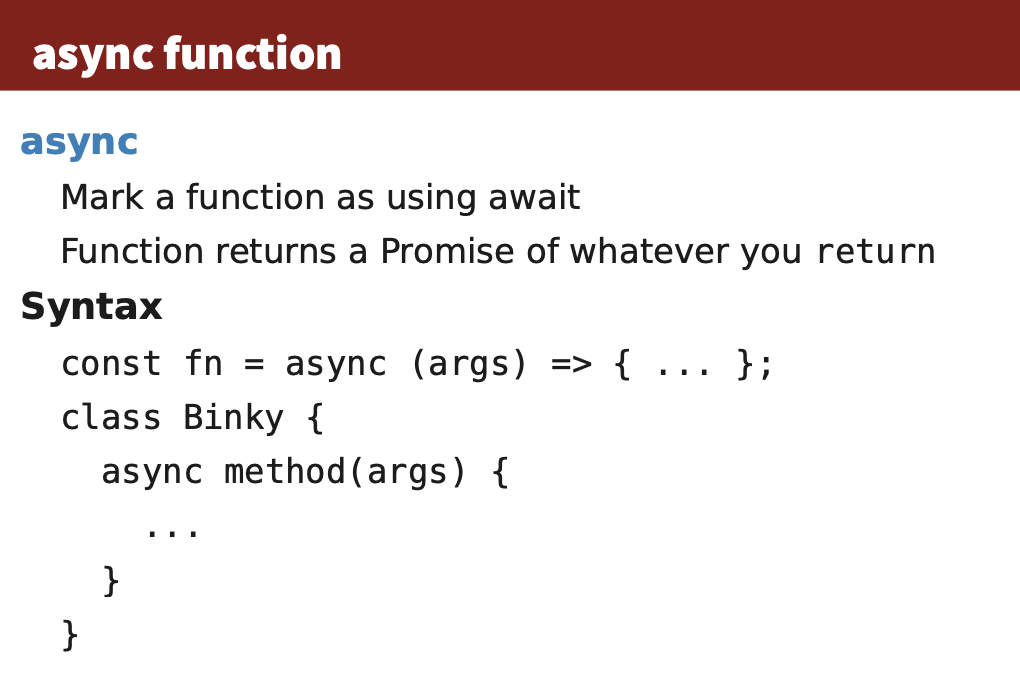 async function
async
Mark a function as using await
Function returns a Promise of whatever you return
Syntax
const fn = async (args) => { ... };
class Binky {
  async method(args) {
    ...
  }
}